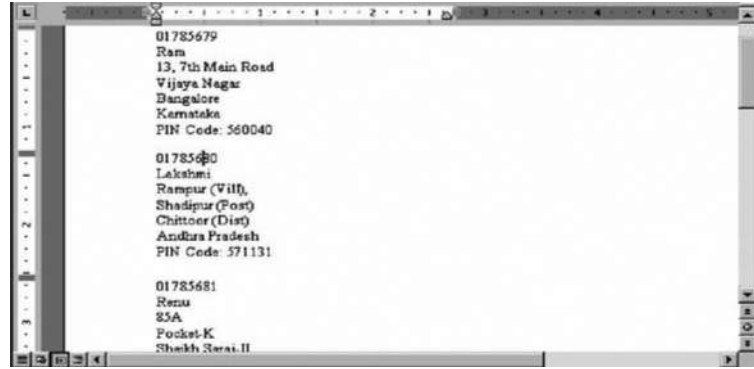 01785679
Ram
13, 7th Main Road
Vijaya Nagar
Bangalore
Karnataka
PIN Code: 560040
01785680
Lakshmi
Rampur (Vill),
Shadipur (Post)
Chittoor (Dist)
Andhra Pradesh
PIN Code: 571131
01785681
Renu
85A
Pocket-K
Sheikh Sarai-II